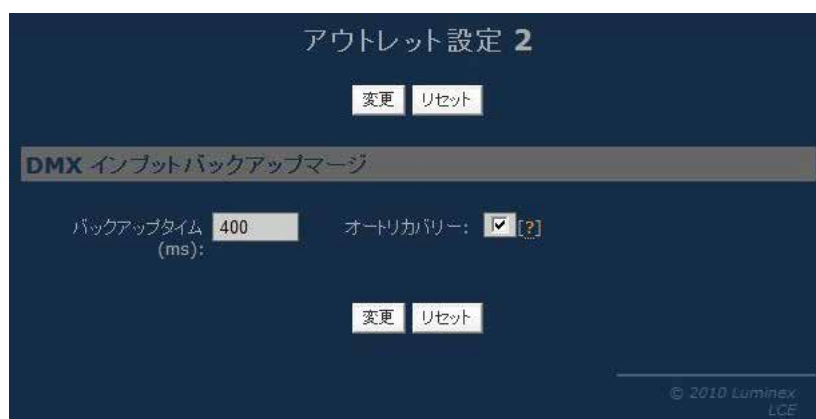 アウトレット設定 2
変更 リセット
DMX インプットバックアップマージ
バックアップタイム 400 オートリカバリー: [?]
(ms):
変更 リセット
© 2010 Luminex
LCE